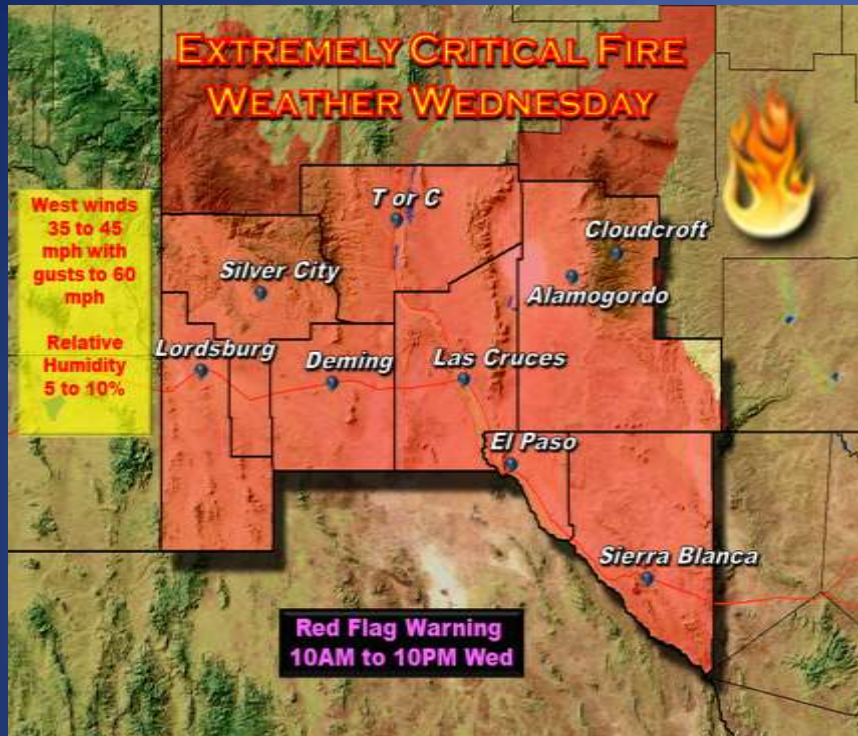 EXTREMELY CRITICAL FIRE
WEATHER WEDNESDAY
West winds
35 to 45
mph with
gusts to 60
mph
Relative
Humidity
5 to 10%
T or C
Cloudcroft
Silver City
Alamogordo
Lordsburg
Deming
Las Cruces
El Paso
Sierra Blanca
Red Flag Warning
10AM to 10PM Wed